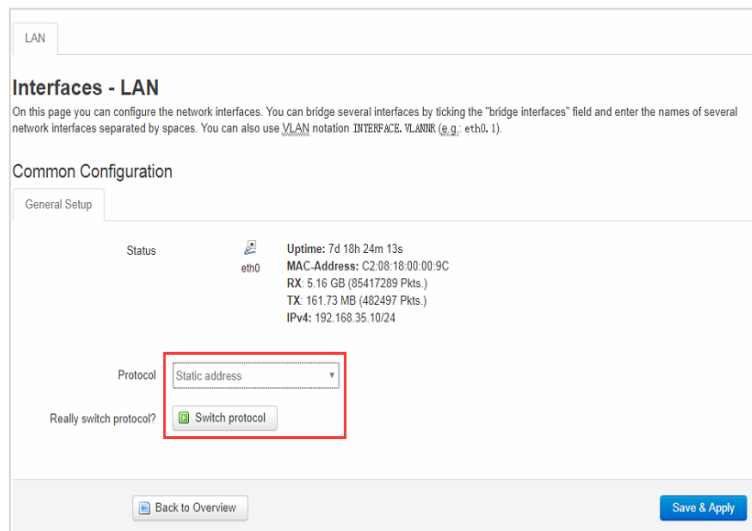 LAN
Interfaces - LAN
On this page you can configure the network interfaces. You can bridge several interfaces by ticking the "bridge interfaces" field and enter the names of several
network interfaces separated by spaces. You can also use VLAN notation INTERFACE.VLANNR (e.g.: eth0.1).
Common Configuration
General Setup
Status
eth0
Uptime: 7d 18h 24m 13s
MAC-Address: C2:08:18:00:00:9C
RX: 5.16 GB (85417289 Pkts.)
TX: 161.73 MB (482497 Pkts.)
IPv4: 192.168.35.10/24
Protocol
Static address
Really switch protocol?
Switch protocol
Back to Overview
Save & Apply